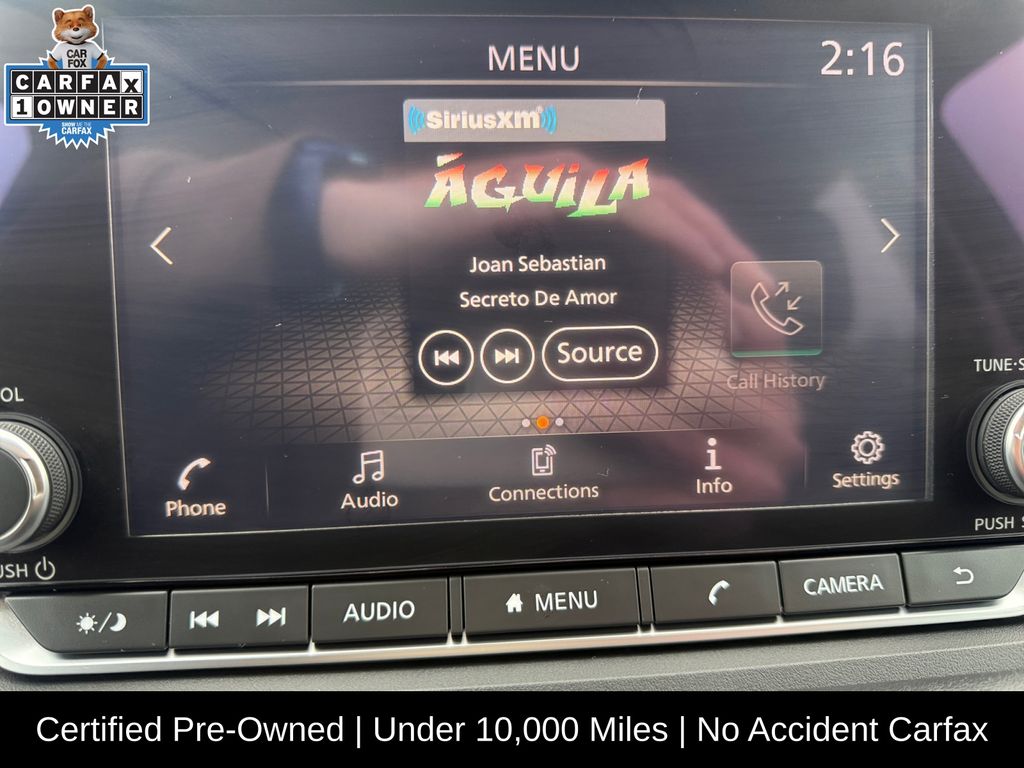 CAR
FOX
CARFAX
1 OWNER
SHOW ME THE
CARFAX
MENU
2:16
SiriusXM
ÁGUILA
Joan Sebastian
Secreto De Amor
Source
Call History
Phone
Audio
Connections
Info
Settings
OL
TUNE·S
USH
PUSH S
AUDIO
MENU
CAMERA
Certified Pre-Owned | Under 10,000 Miles | No Accident Carfax